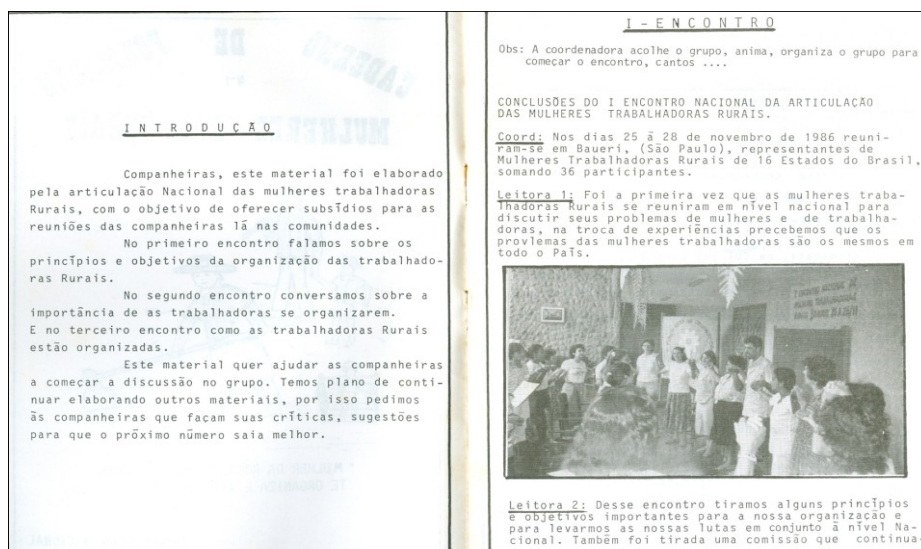 INTRODUÇÃO
Companheiras, este material foi elaborado
pela articulação Nacional das mulheres trabalhadoras
Rurais, com o objetivo de oferecer subsídios para as
reuniões das companheiras lá nas comunidades.
No primeiro encontro falamos sobre os
princípios e objetivos da organização das trabalhado-
ras Rurais.
No segundo encontro conversamos sobre a
importância de as trabalhadoras se organizarem.
E no terceiro encontro como as trabalhadoras Rurais
estão organizadas.
Este material quer ajudar as companheiras
a começar a discussão no grupo. Temos plano de conti-
nuar elaborando outros materiais, por isso pedimos
às companheiras que façam suas críticas, sugestões
para que o próximo número saia melhor.
I - ENCONTRO
Obs: A coordenadora acolhe o grupo, anima, organiza o grupo para
começar o encontro, cantos ....
CONCLUSÕES DO I ENCONTRO NACIONAL DA ARTICULAÇÃO
DAS MULHERES TRABALHADORAS RURAIS.
Coord: Nos dias 25 à 28 de novembro de 1986 reuni-
ram-se em Baueri, (São Paulo), representantes de
Mulheres Trabalhadoras Rurais de 16 Estados do Brasil,
somando 36 participantes.
Leitora 1: Foi a primeira vez que as mulheres traba-
lhadoras Rurais se reuniram em nível nacional para
discutir seus problemas de mulheres e de trabalha-
doras, na troca de experiências precebemos que os
provlemas das mulheres trabalhadoras são os mesmos em
todo o País.
Leitora 2: Desse encontro tiramos alguns princípios
e objetivos importantes para a nossa organização e
para levarmos as nossas lutas em conjunto à nível Na-
cional. Também foi tirada uma comissão que continua